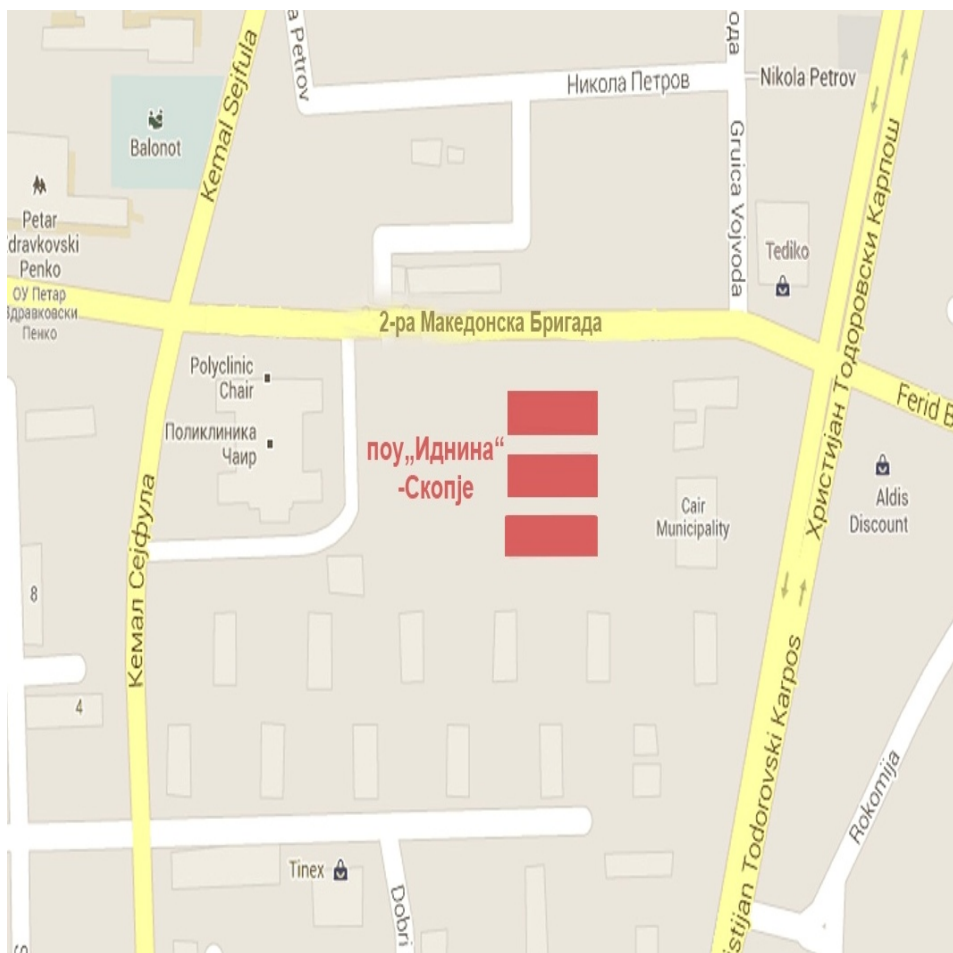 a Petrov
Kemal Sejfula
Balonot
Petar
Zdravkovski
Penko
ОУ Петар
Здравковски
Пенко
Никола Петров
Nikola Petrov
ода
Gruica Vojvoda
Tediko
Христијан Тодоровски Карпош
2-ра Македонска Бригада
Ferid B
Polyclinic
Chair
Поликлиника
Чаир
поу„Иднина“
-Скопје
Cair
Municipality
Aldis
Discount
Кемал Сејфула
8
4
istijan Todorovski Karpos
Rokomija
Tinex
Dobri
S